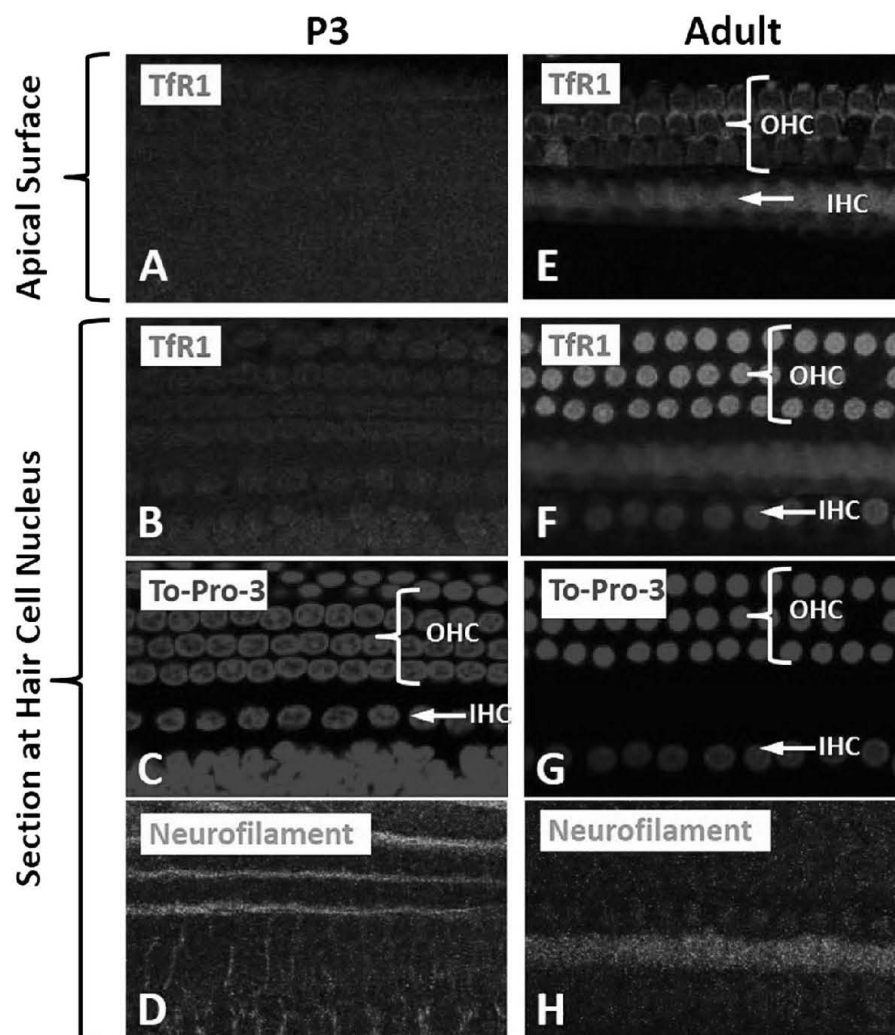 P3
Adult
Apical Surface
TfR1
A
TfR1
OHC
IHC
E
Section at Hair Cell Nucleus
TfR1
B
TfR1
OHC
IHC
F
To-Pro-3
OHC
IHC
C
To-Pro-3
OHC
IHC
G
Neurofilament
D
Neurofilament
H